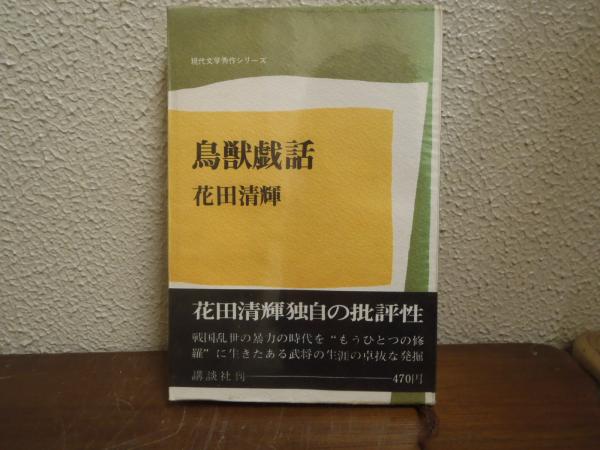 現代文学秀作シリーズ
鳥獣戯話
花田清輝
花田清輝独自の批評性
戦国乱世の暴力の時代を“もうひとつの修
羅”に生きたある武将の生涯の卓抜な発掘
講談社刊――470円